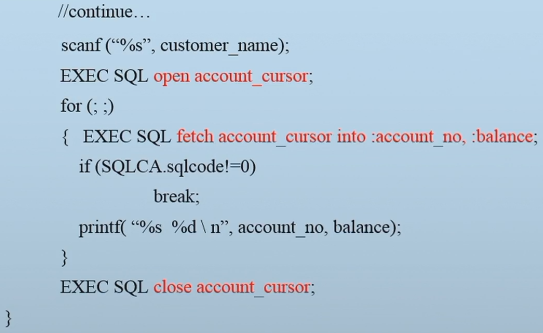 //continue…
scanf (“%s”, customer_name);
EXEC SQL open account_cursor;
for (; ;)
{ EXEC SQL fetch account_cursor into :account_no, :balance;
if (SQLCA.sqlcode!=0)
break;
printf( “%s %d \ n”, account_no, balance);
}
EXEC SQL close account_cursor;
}